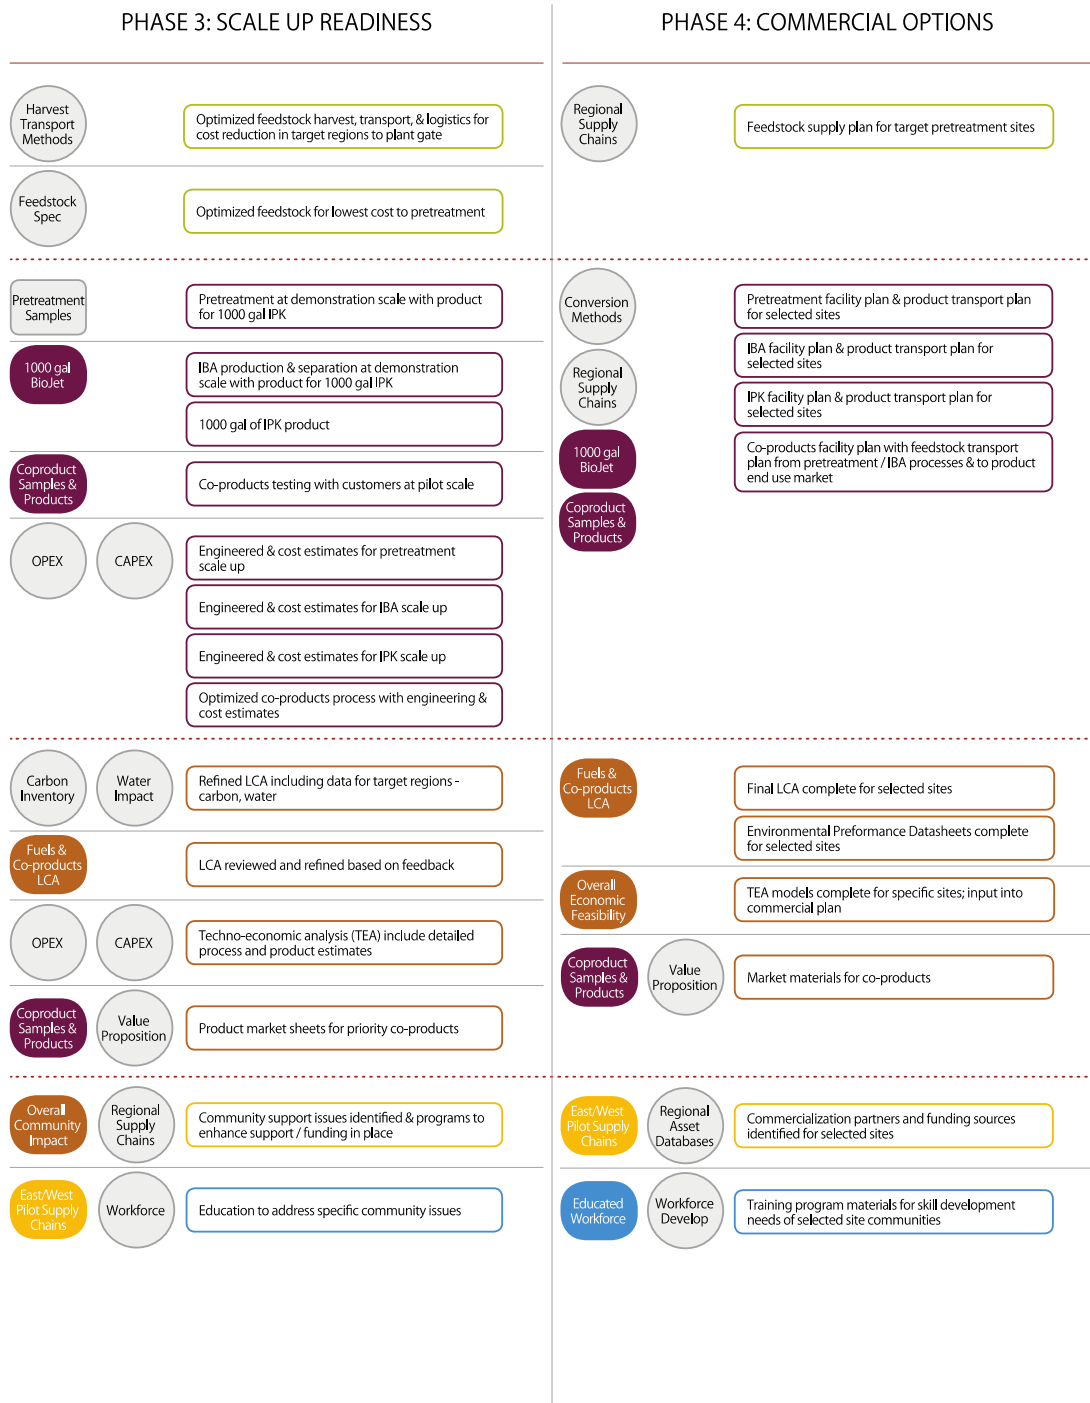 PHASE 3: SCALE UP READINESS
Harvest
Transport
Methods
Optimized feedstock harvest, transport, & logistics for
cost reduction in target regions to plant gate
Feedstock
Spec
Optimized feedstock for lowest cost to pretreatment
Pretreatment
Samples
Pretreatment at demonstration scale with product
for 1000 gal IPK
1000 gal
BioJet
IBA production & separation at demonstration
scale with product for 1000 gal IPK
1000 gal of IPK product
Coproduct
Samples &
Products
Co-products testing with customers at pilot scale
OPEX
CAPEX
Engineered & cost estimates for pretreatment
scale up
Engineered & cost estimates for IBA scale up
Engineered & cost estimates for IPK scale up
Optimized co-products process with engineering &
cost estimates
Carbon
Inventory
Water
Impact
Refined LCA including data for target regions -
carbon, water
Fuels &
Co-products
LCA
LCA reviewed and refined based on feedback
OPEX
CAPEX
Techno-economic analysis (TEA) include detailed
process and product estimates
Coproduct
Samples &
Products
Value
Proposition
Product market sheets for priority co-products
Overall
Community
Impact
Regional
Supply
Chains
Community support issues identified & programs to
enhance support / funding in place
East/West
Pilot Supply
Chains
Workforce
Education to address specific community issues
PHASE 4: COMMERCIAL OPTIONS
Regional
Supply
Chains
Feedstock supply plan for target pretreatment sites
Conversion
Methods
Regional
Supply
Chains
1000 gal
BioJet
Coproduct
Samples &
Products
Pretreatment facility plan & product transport plan
for selected sites
IBA facility plan & product transport plan for
selected sites
IPK facility plan & product transport plan for
selected sites
Co-products facility plan with feedstock transport
plan from pretreatment / IBA processes & to product
end use market
Fuels &
Co-products
LCA
Final LCA complete for selected sites
Environmental Preformance Datasheets complete
for selected sites
Overall
Economic
Feasibility
TEA models complete for specific sites; input into
commercial plan
Coproduct
Samples &
Products
Value
Proposition
Market materials for co-products
East/West
Pilot Supply
Chains
Regional
Asset
Databases
Commercialization partners and funding sources
identified for selected sites
Educated
Workforce
Workforce
Develop
Training program materials for skill development
needs of selected site communities